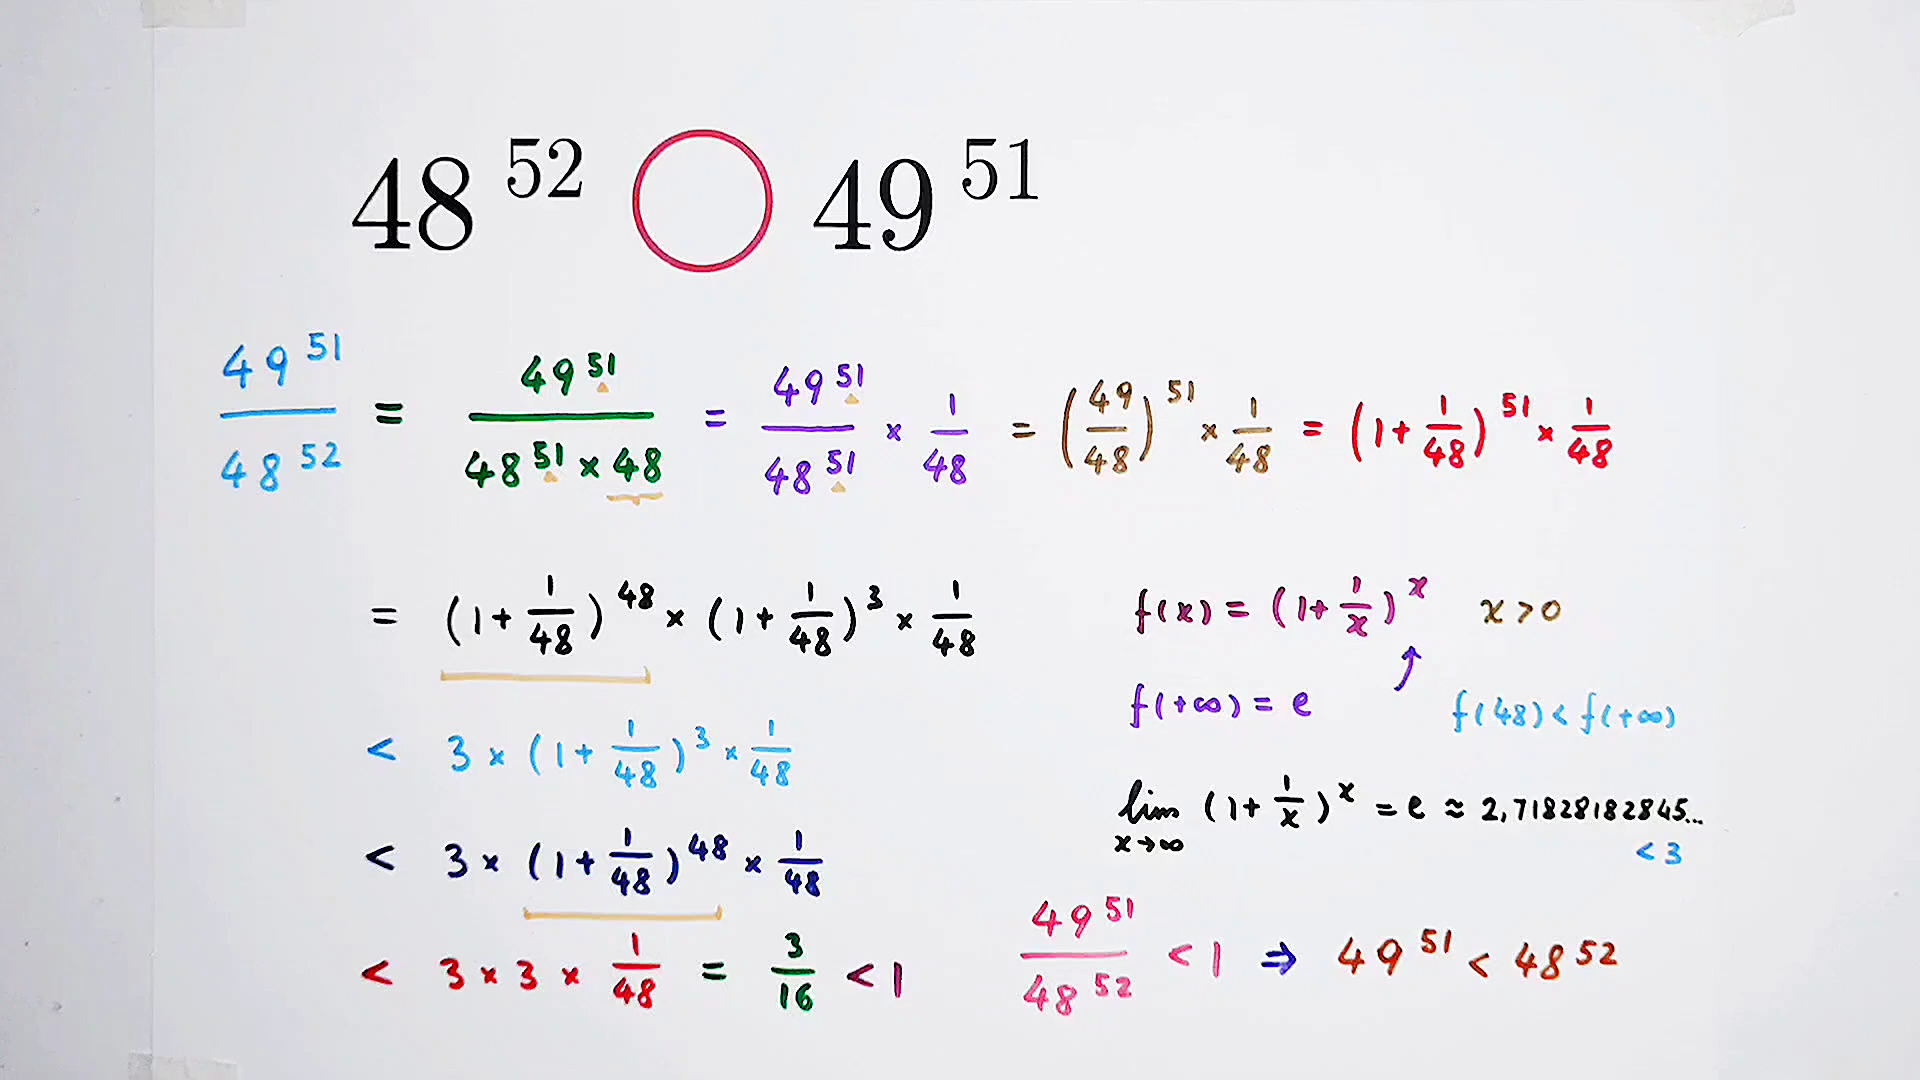 48^52 ◯ 49^51
49^51/48^52 = 49^51/(48^51 × 48) = 49^51/48^51 × 1/48 = (49/48)^51 × 1/48 = (1+1/48)^51 × 1/48
= (1+1/48)^48 × (1+1/48)^3 × 1/48
f(x) = (1+1/x)^x x>0
f(+∞) = e f(48) < f(+∞)
< 3 × (1+1/48)^3 × 1/48
lim x→∞ (1+1/x)^x = e ≈ 2,71828182845...
< 3
< 3 × (1+1/48)^48 × 1/48
< 3 × 3 × 1/48 = 3/16 < 1
49^51/48^52 < 1 ⇒ 49^51 < 48^52